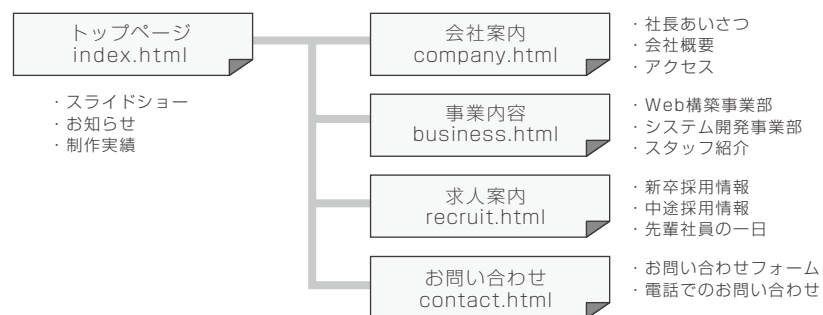 トップページ
index.html
・スライドショー
・お知らせ
・制作実績
会社案内
company.html
・社長あいさつ
・会社概要
・アクセス
事業内容
business.html
・Web構築事業部
・システム開発事業部
・スタッフ紹介
求人案内
recruit.html
・新卒採用情報
・中途採用情報
・先輩社員の一日
お問い合わせ
contact.html
・お問い合わせフォーム
・電話でのお問い合わせ